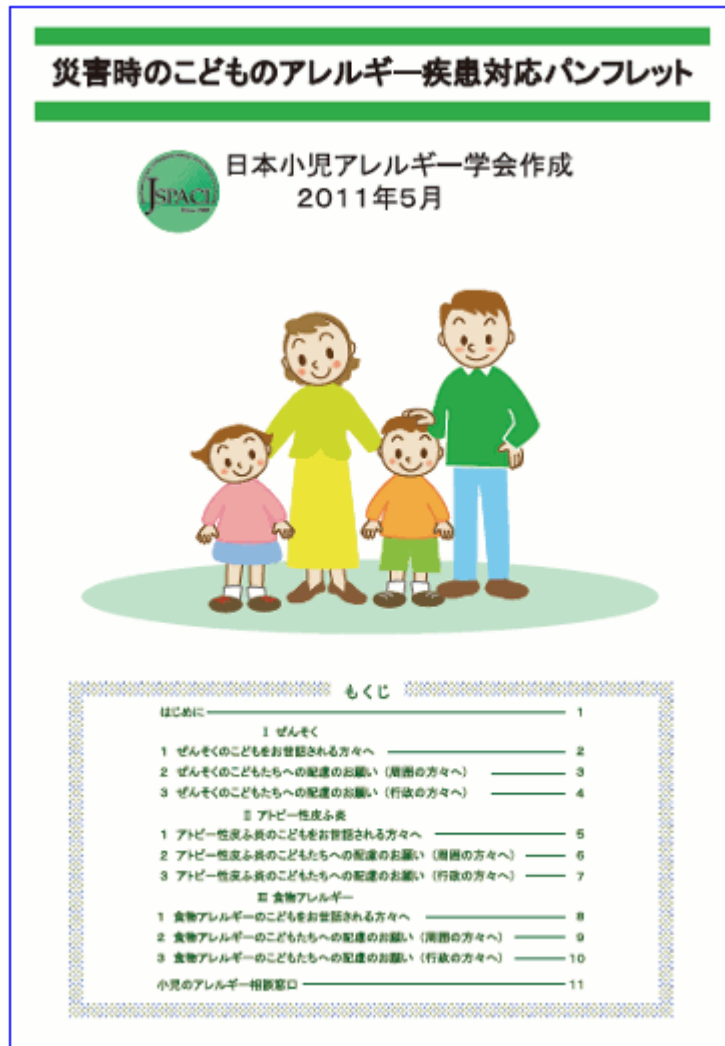 災害時のこどものアレルギー疾患対応パンフレット
JSPACI
日本小児アレルギー学会作成
2011年5月
もくじ
はじめに 1
Ⅰ ぜんそく
1 ぜんそくのこどもをお世話される方々へ 2
2 ぜんそくのこどもたちへの配慮のお願い（周囲の方々へ） 3
3 ぜんそくのこどもたちへの配慮のお願い（行政の方々へ） 4
Ⅱ アトピー性皮ふ炎
1 アトピー性皮ふ炎のこどもをお世話される方々へ 5
2 アトピー性皮ふ炎のこどもたちへの配慮のお願い（周囲の方々へ） 6
3 アトピー性皮ふ炎のこどもたちへの配慮のお願い（行政の方々へ） 7
Ⅲ 食物アレルギー
1 食物アレルギーのこどもをお世話される方々へ 8
2 食物アレルギーのこどもたちへの配慮のお願い（周囲の方々へ） 9
3 食物アレルギーのこどもたちへの配慮のお願い（行政の方々へ） 10
小児のアレルギー相談窓口 11